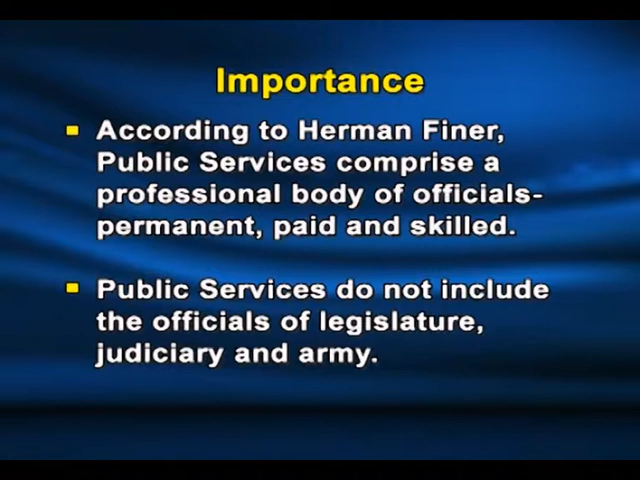 Importance
According to Herman Finer,
Public Services comprise a
professional body of officials-
permanent, paid and skilled.
Public Services do not include
the officials of legislature,
judiciary and army.